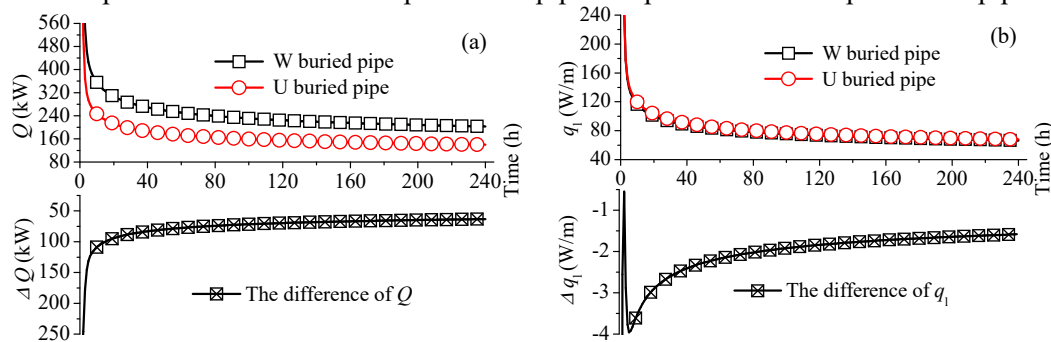 (a)
560
480
400
320
240
160
80
Q (kW)
W buried pipe
U buried pipe
0 40 80 120 160 200 240
Time (h)
50
100
150
200
250
Δ Q (kW)
The difference of Q
(b)
240
200
160
120
80
40
q₁ (W/m)
W buried pipe
U buried pipe
0 40 80 120 160 200 240
Time (h)
-1
-2
-3
-4
Δ q₁ (W/m)
The difference of q₁